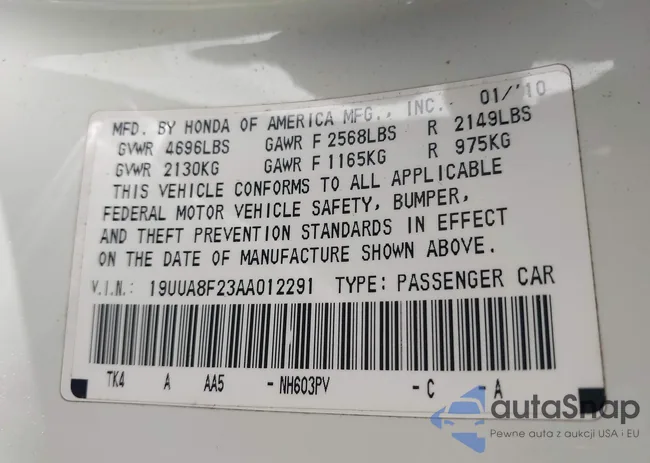 MFD. BY HONDA OF AMERICA MFG., INC. 01/'10
GVWR 4696LBS GAWR F 2568LBS R 2149LBS
GVWR 2130KG GAWR F 1165KG R 975KG
THIS VEHICLE CONFORMS TO ALL APPLICABLE
FEDERAL MOTOR VEHICLE SAFETY, BUMPER,
AND THEFT PREVENTION STANDARDS IN EFFECT
ON THE DATE OF MANUFACTURE SHOWN ABOVE.
V.I.N.: 19UUA8F23AA012291 TYPE: PASSENGER CAR
TK4 A AA5 -NH603PV -C -A
autaSnap
Pewne auta z aukcji USA i EU